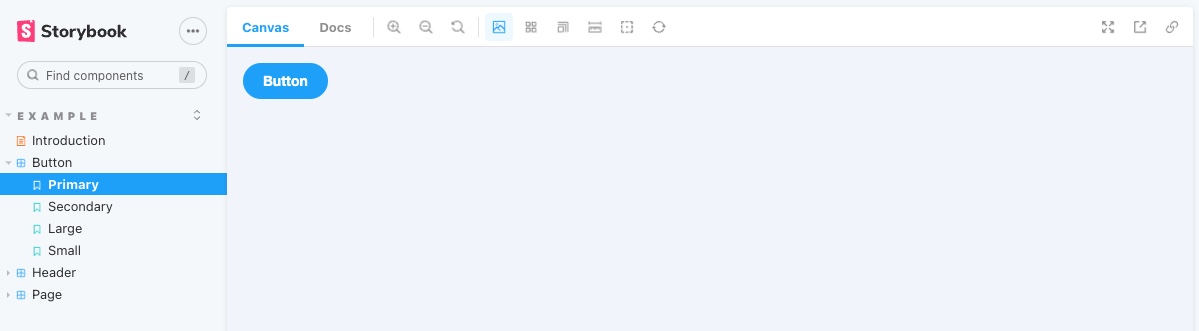 Storybook
Canvas Docs
Find components /
Button
EXAMPLE
Introduction
Button
Primary
Secondary
Large
Small
Header
Page